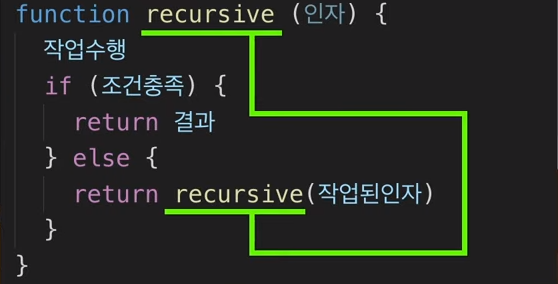 function recursive (인자) {
작업수행
if (조건충족) {
return 결과
} else {
return recursive(작업된인자)
}
}